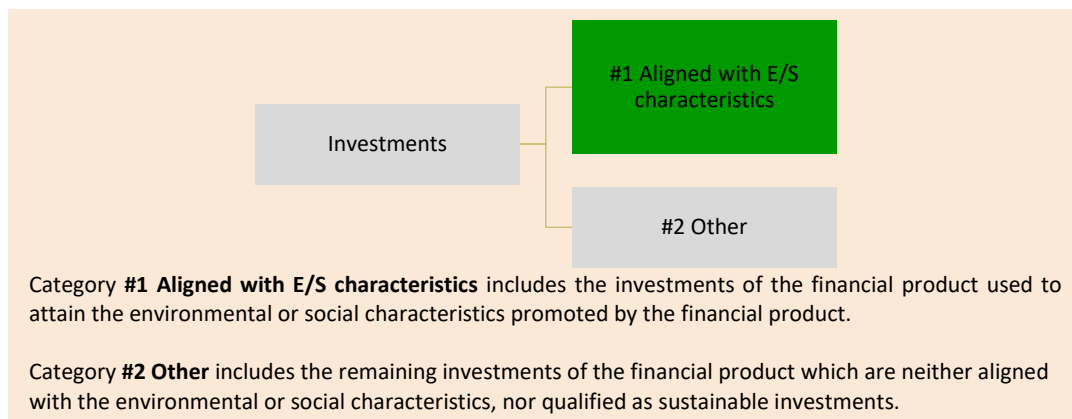 #1 Aligned with E/S
characteristics
Investments
#2 Other
Category #1 Aligned with E/S characteristics includes the investments of the financial product used to
attain the environmental or social characteristics promoted by the financial product.
Category #2 Other includes the remaining investments of the financial product which are neither aligned
with the environmental or social characteristics, nor qualified as sustainable investments.